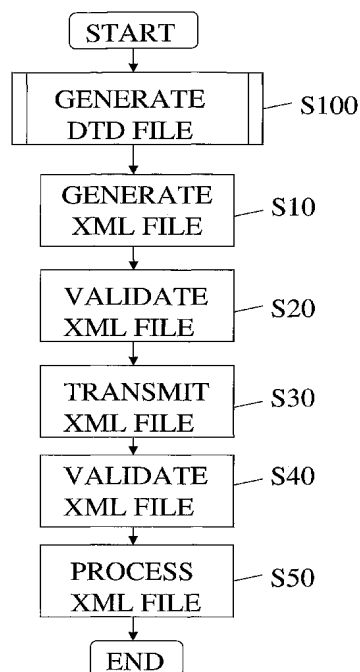 START
GENERATE
DTD FILE
S100
GENERATE
XML FILE
S10
VALIDATE
XML FILE
S20
TRANSMIT
XML FILE
S30
VALIDATE
XML FILE
S40
PROCESS
XML FILE
S50
END